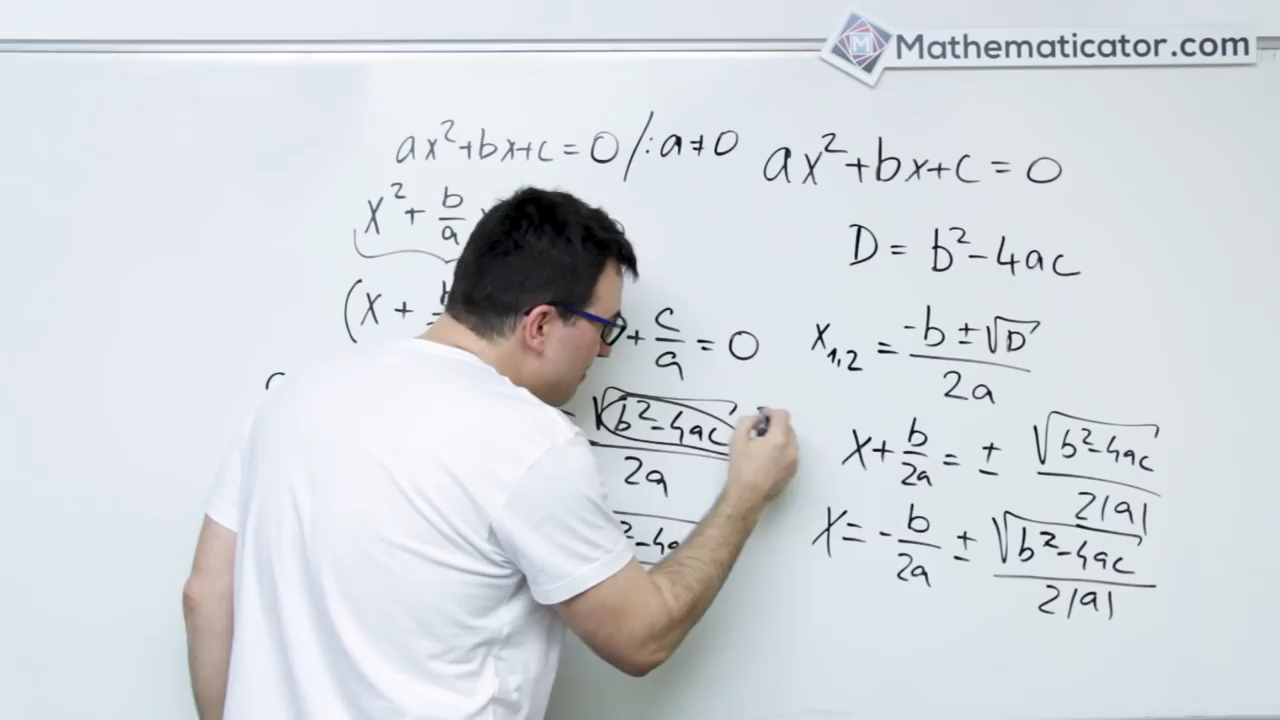 Mathematicator.com
ax²+bx+c = 0 /: a≠0
x² + b/a
(x +
+ c/a = 0
√(b²-4ac)
2a
ax²+bx+c = 0
D = b²-4ac
x₁,₂ = (-b ± √D)/2a
x + b/2a = ± √(b²-4ac)/2|a|
x = - b/2a ± √(b²-4ac)/2|a|